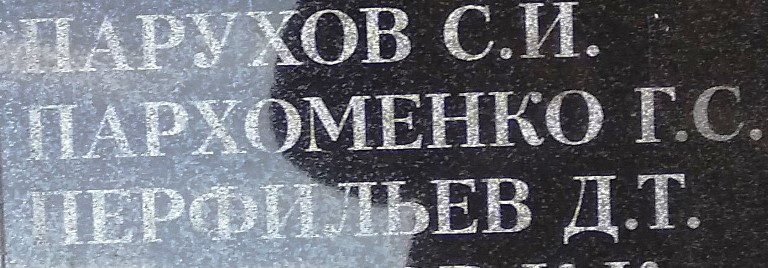 ПАРУХОВ С.И.
ПАРХОМЕНКО Г.С.
ПЕРФИЛЬЕВ Д.Т.